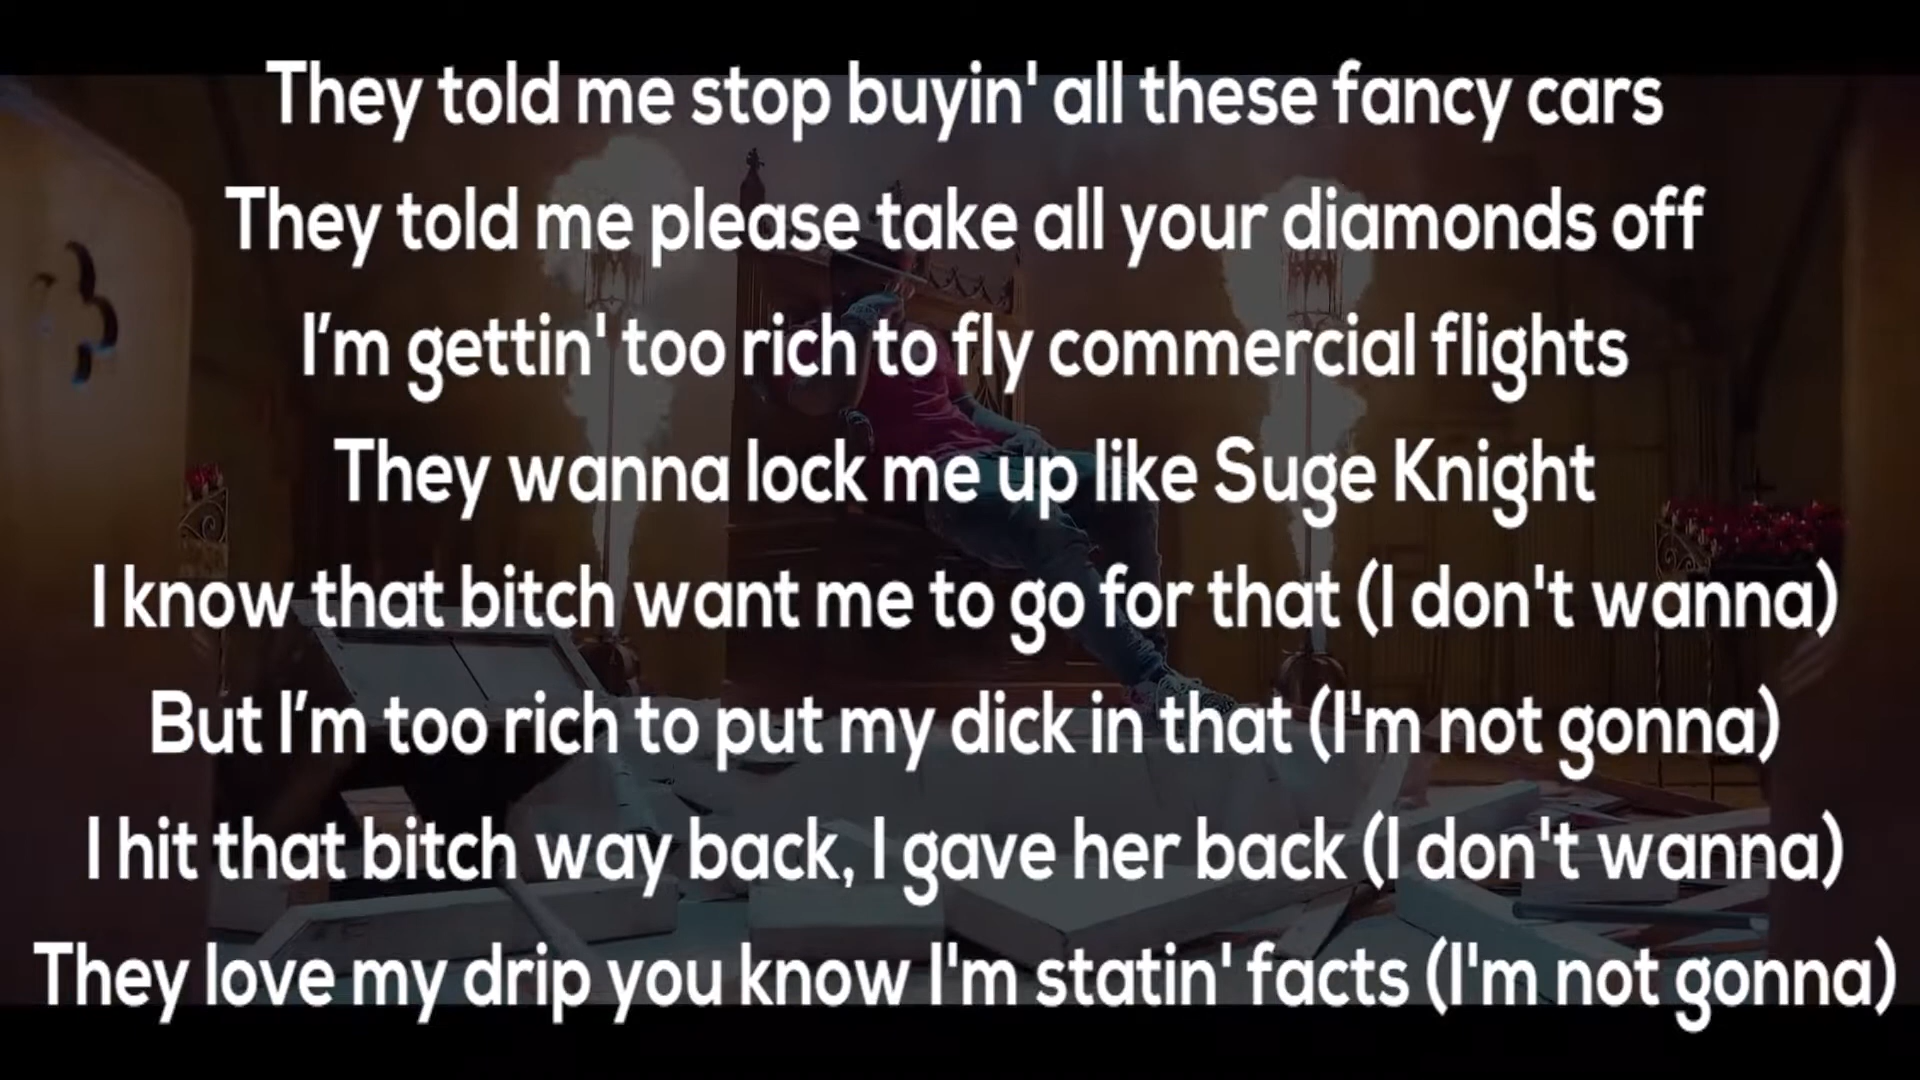 They told me stop buyin' all these fancy cars
They told me please take all your diamonds off
I’m gettin' too rich to fly commercial flights
They wanna lock me up like Suge Knight
I know that bitch want me to go for that (I don't wanna)
But I’m too rich to put my dick in that (I'm not gonna)
I hit that bitch way back, I gave her back (I don't wanna)
They love my drip you know I'm statin' facts (I'm not gonna)